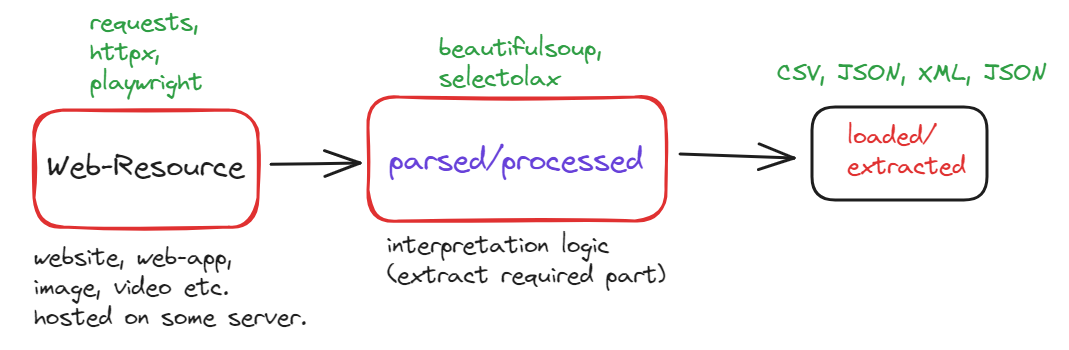 requests,
httpx,
playwright
Web-Resource
website, web-app,
image, video etc.
hosted on some server.
beautifulsoup,
selectolax
parsed/processed
interpretation logic
(extract required part)
CSV, JSON, XML, JSON
loaded/
extracted